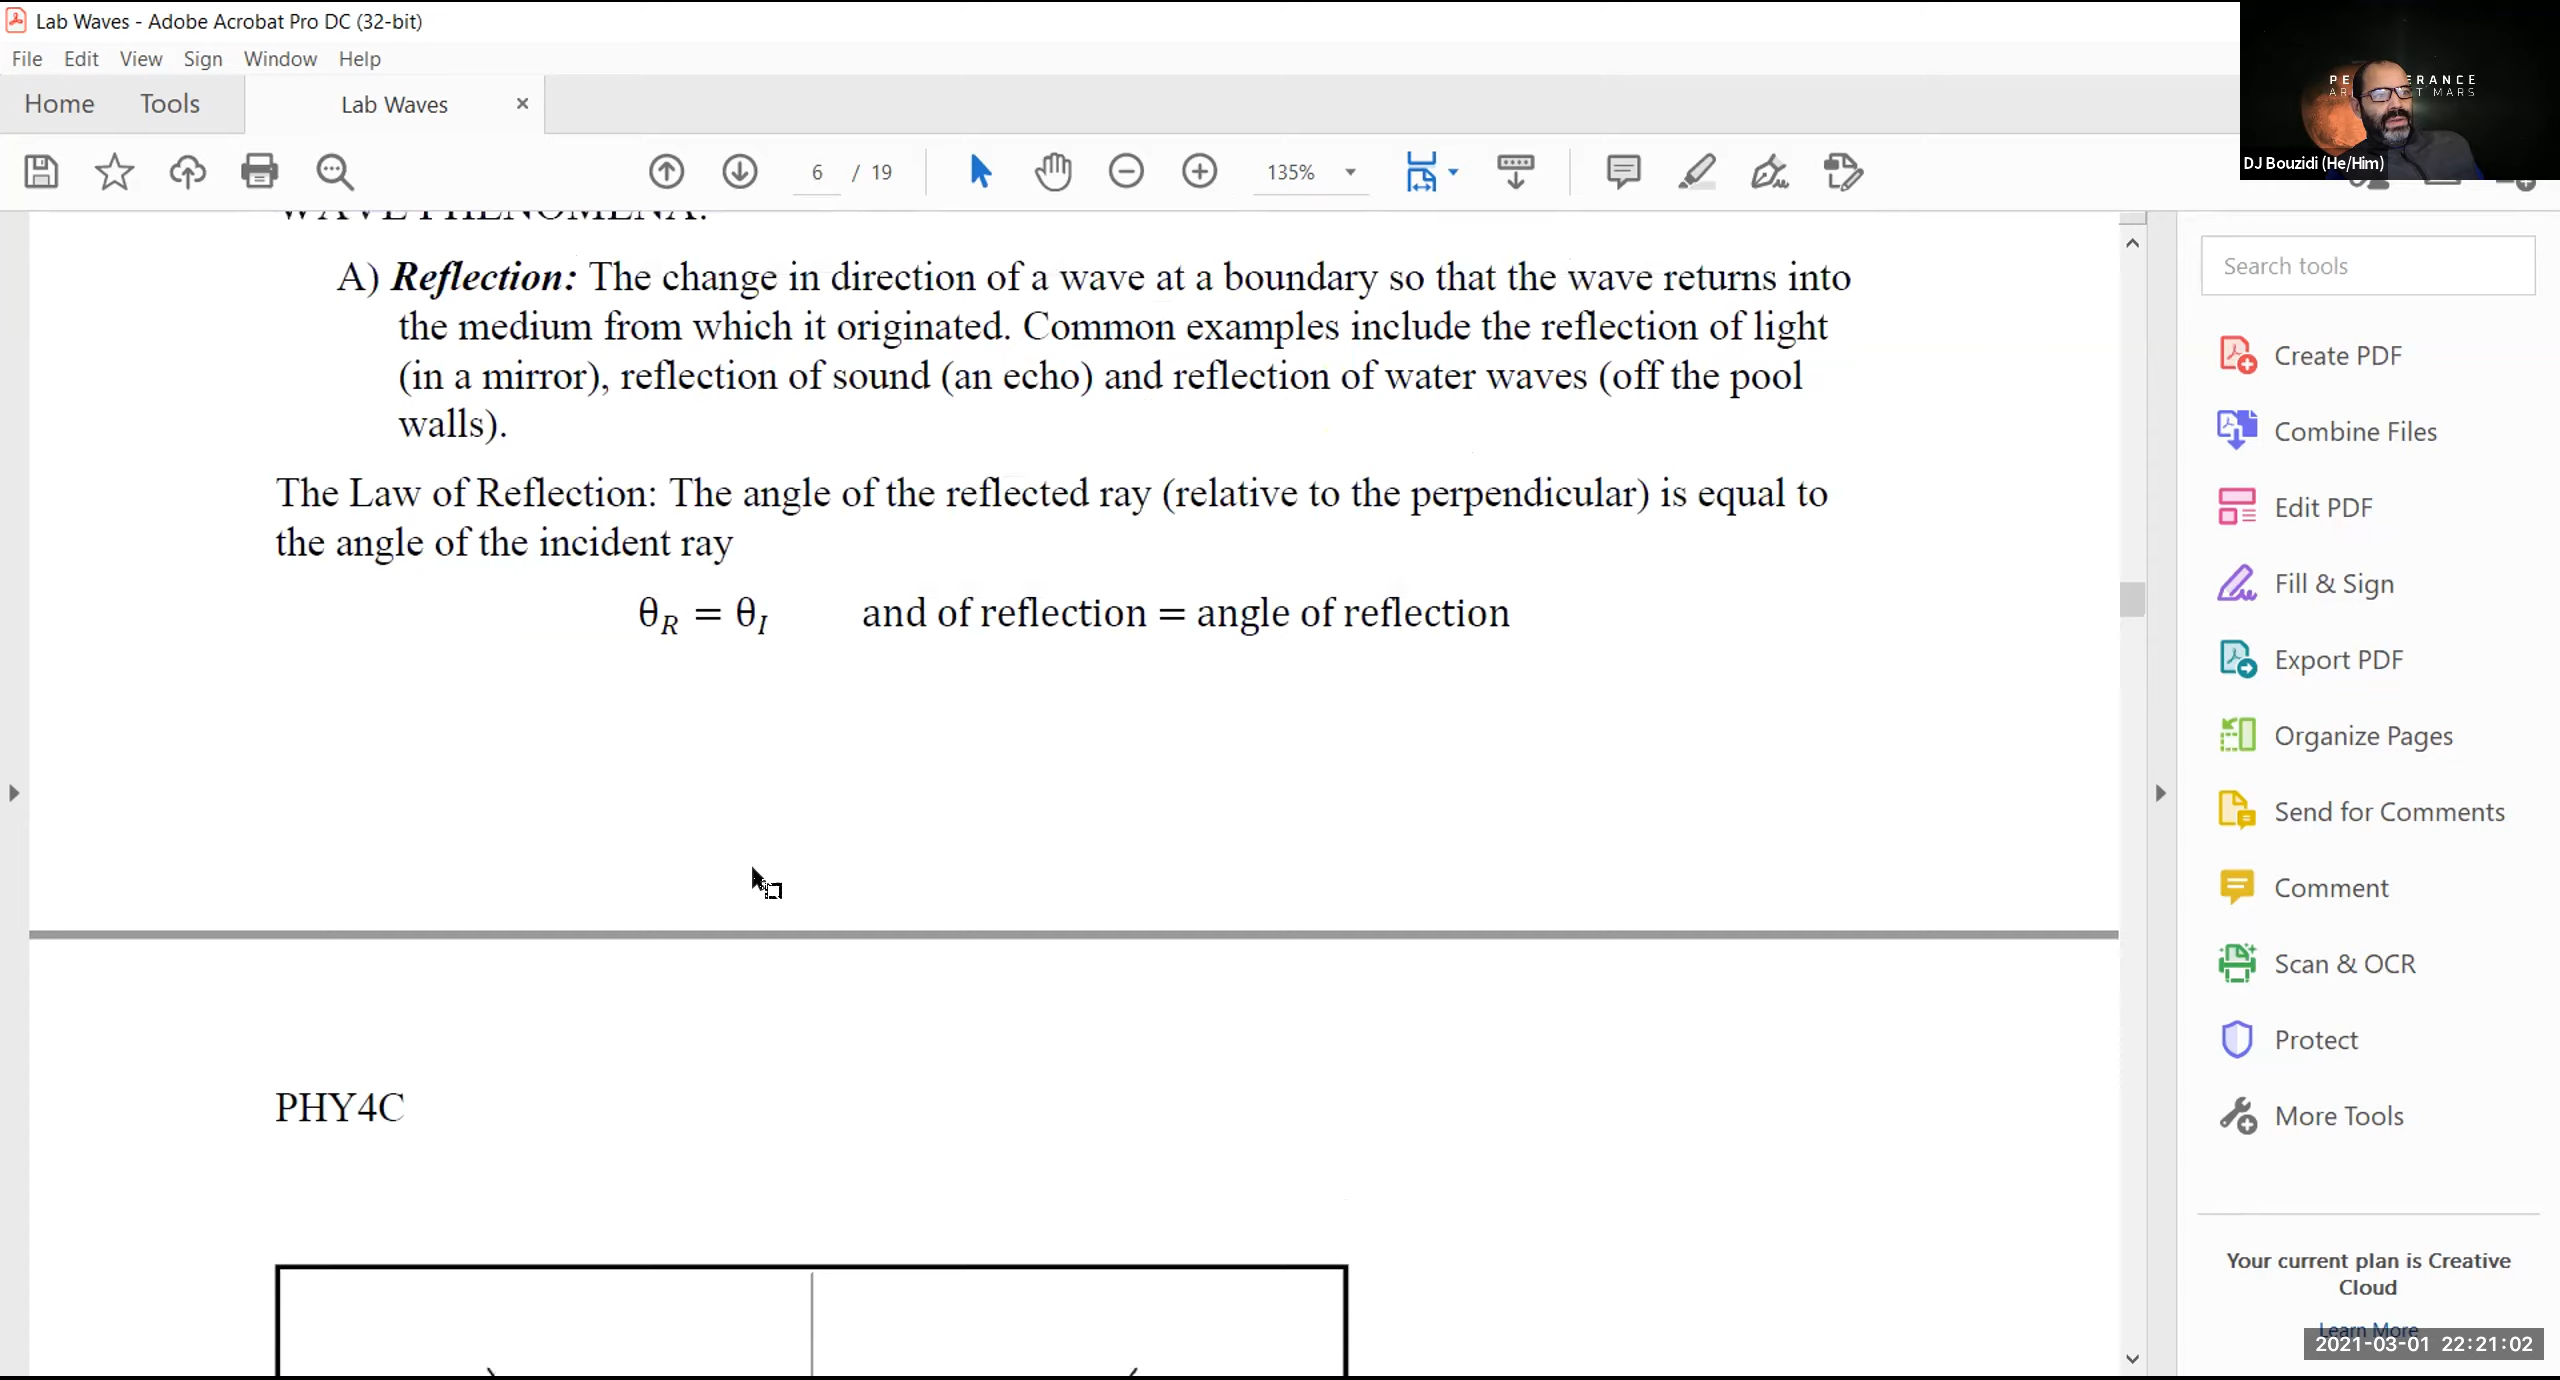 Lab Waves - Adobe Acrobat Pro DC (32-bit)
File Edit View Sign Window Help
Home Tools Lab Waves ×
6 / 19 135%
DJ Bouzidi (He/Him)
WAVE PHENOMENA:
A) Reflection: The change in direction of a wave at a boundary so that the wave returns into
the medium from which it originated. Common examples include the reflection of light
(in a mirror), reflection of sound (an echo) and reflection of water waves (off the pool
walls).
The Law of Reflection: The angle of the reflected ray (relative to the perpendicular) is equal to
the angle of the incident ray
θR = θI and of reflection = angle of reflection
PHY4C
Search tools
Create PDF
Combine Files
Edit PDF
Fill & Sign
Export PDF
Organize Pages
Send for Comments
Comment
Scan & OCR
Protect
More Tools
Your current plan is Creative
Cloud
Learn More
2021-03-01 22:21:02